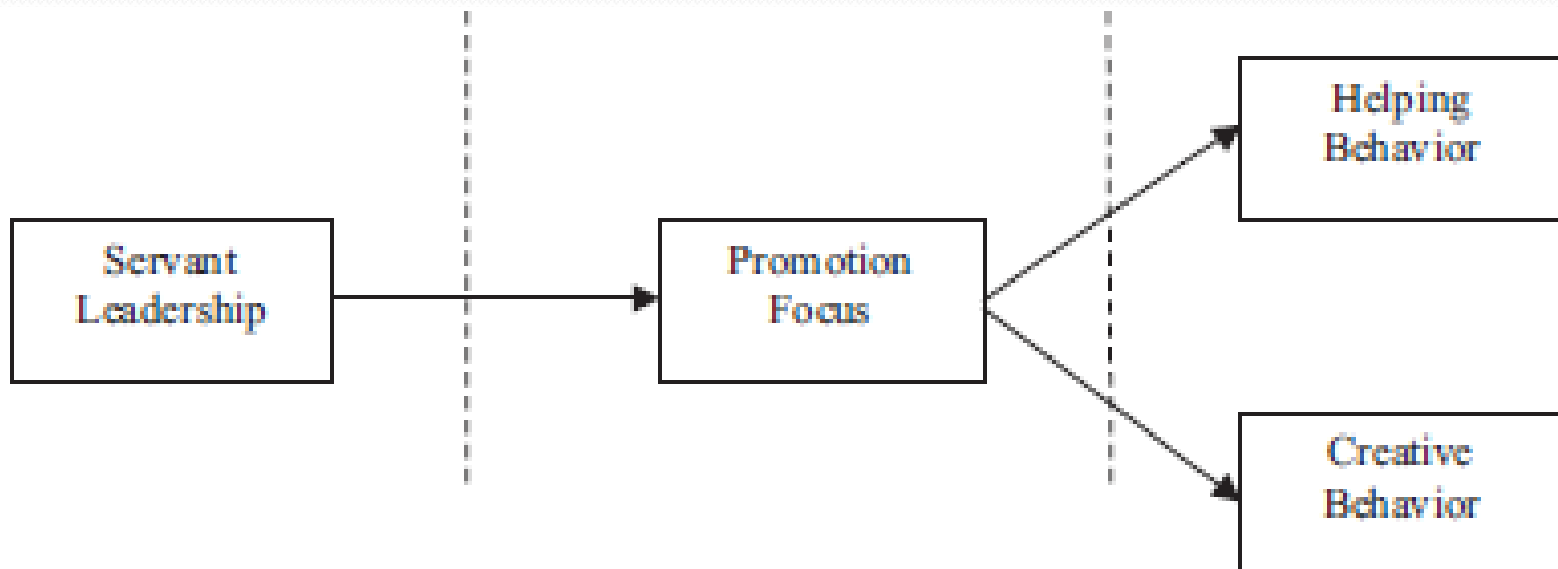 Servant
Leadership
Promotion
Focus
Helping
Behavior
Creative
Behavior